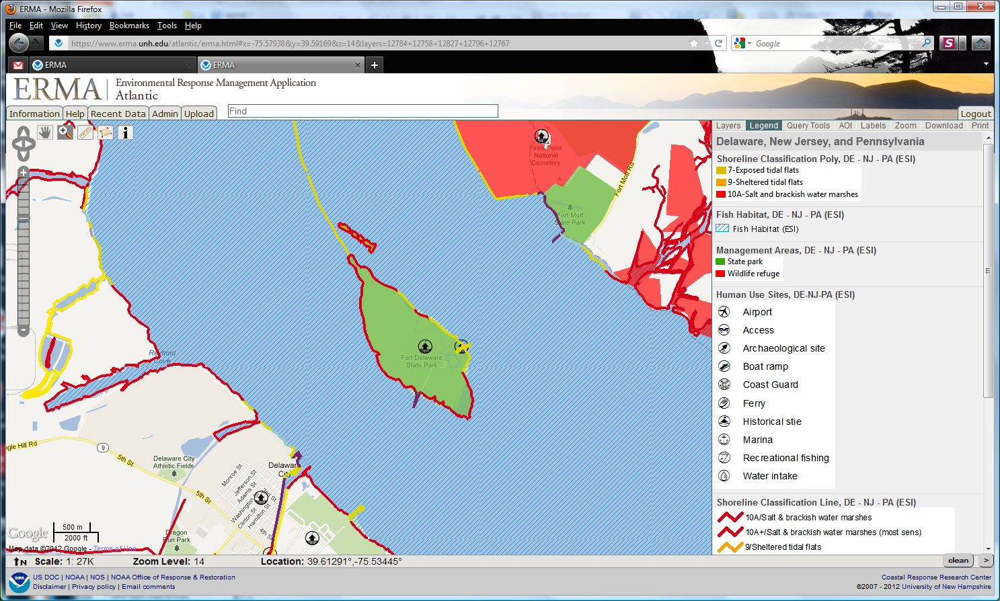 ERMA - Mozilla Firefox
File Edit View History Bookmarks Tools Help
https://www.erma.unh.edu/atlantic/erma.html#x=-75.57938&y=39.59169&z=14&layers=12784+12758+12827+12796+12767
Google
S
ERMA
ERMA
ERMA
Environmental Response Management Application
Atlantic
Information Help Recent Data Admin Upload
Find
Logout
Layers Legend Query Tools AOI Labels Zoom Download Print
Delaware, New Jersey, and Pennsylvania
Shoreline Classification Poly, DE - NJ - PA (ESI)
7-Exposed tidal flats
9-Sheltered tidal flats
10A-Salt and brackish water marshes
Fish Habitat, DE - NJ - PA (ESI)
Fish Habitat (ESI)
Management Areas, DE - NJ - PA (ESI)
State park
Wildlife refuge
Human Use Sites, DE-NJ-PA (ESI)
Airport
Access
Archaeological site
Boat ramp
Coast Guard
Ferry
Historical stie
Marina
Recreational fishing
Water intake
Shoreline Classification Line, DE - NJ - PA (ESI)
10A/Salt & brackish water marshes
10A+/Salt & brackish water marshes (most sens)
9/Sheltered tidal flats
Finns Point
National
Cemetery
Fort Mott Rd
Fort Mott
State Park
Reybold
Cove
Fort Delaware
State Park
gle Hill Rd
9
5th St
Delaware City
Athletic Fields
Delaware
City
Monroe St
Jefferson St
Adams St
Washington St
Clinton St
Hamilton St
5th St
4th St
Dragon
Run Park
500 m
2000 ft
Google
Map data ©2012 Google - Terms of Use
N Scale: 1: 27K Zoom Level: 14 Location: 39.61291°,-75.53445°
clean >
NOAA
US DOC | NOAA | NOS | NOAA Office of Response & Restoration
Disclaimer | Privacy policy | Email comments
Coastal Response Research Center
©2007 - 2012 University of New Hampshire